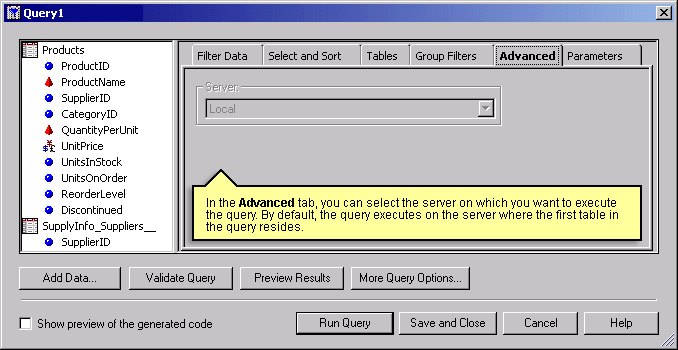 Query1
Products
ProductID
ProductName
SupplierID
CategoryID
QuantityPerUnit
UnitPrice
UnitsInStock
UnitsOnOrder
ReorderLevel
Discontinued
SupplyInfo_Suppliers__
SupplierID
Filter Data Select and Sort Tables Group Filters Advanced Parameters
Server
Local
In the Advanced tab, you can select the server on which you want to execute
the query. By default, the query executes on the server where the first table in
the query resides.
Add Data... Validate Query Preview Results More Query Options...
Show preview of the generated code
Run Query Save and Close Cancel Help